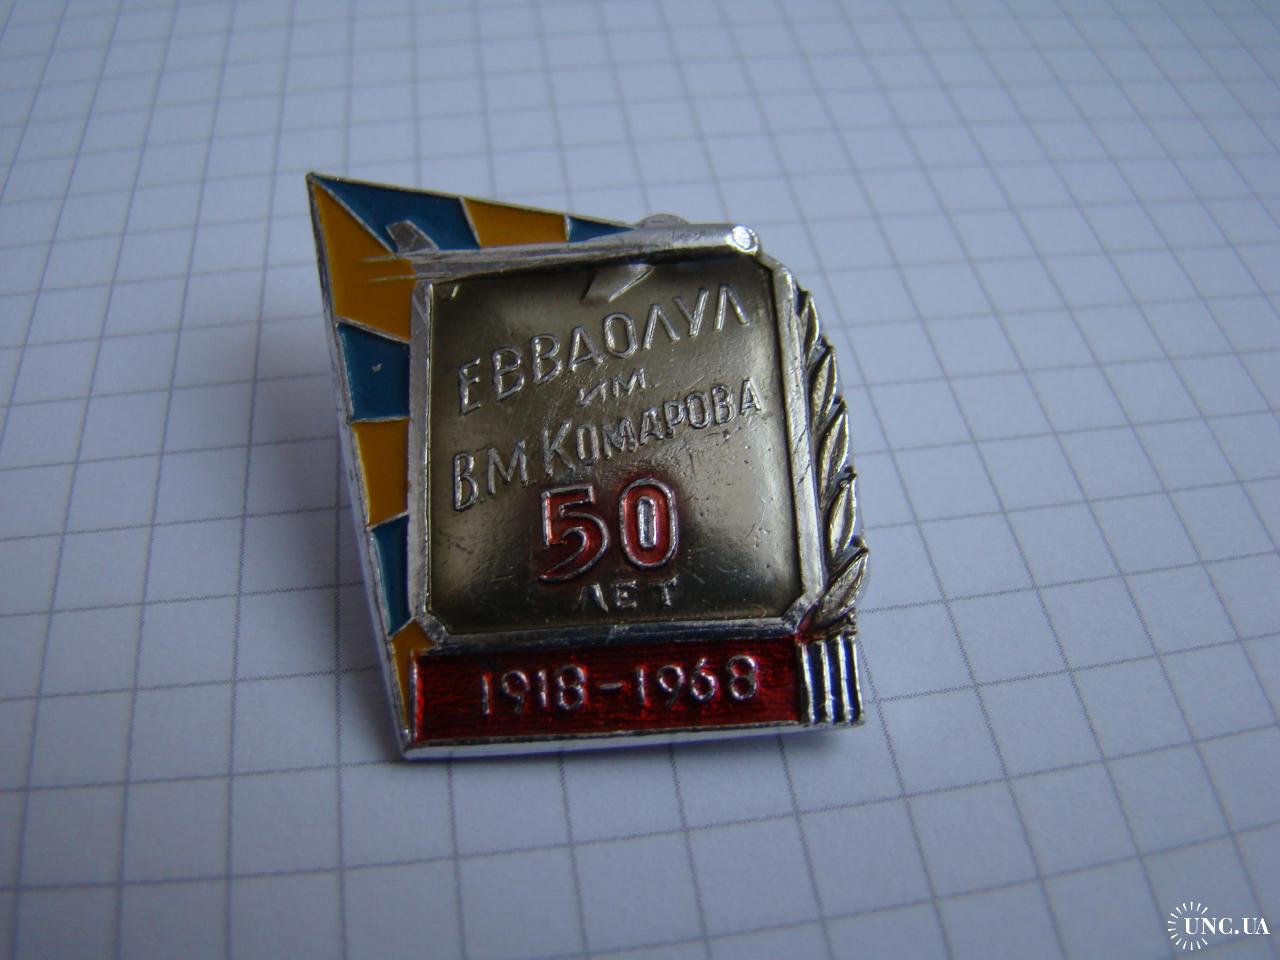 ЕВВАОЛУЛ
ИМ.
В.М.КОМАРОВА
50
ЛЕТ
1918-1968
UNC.UA